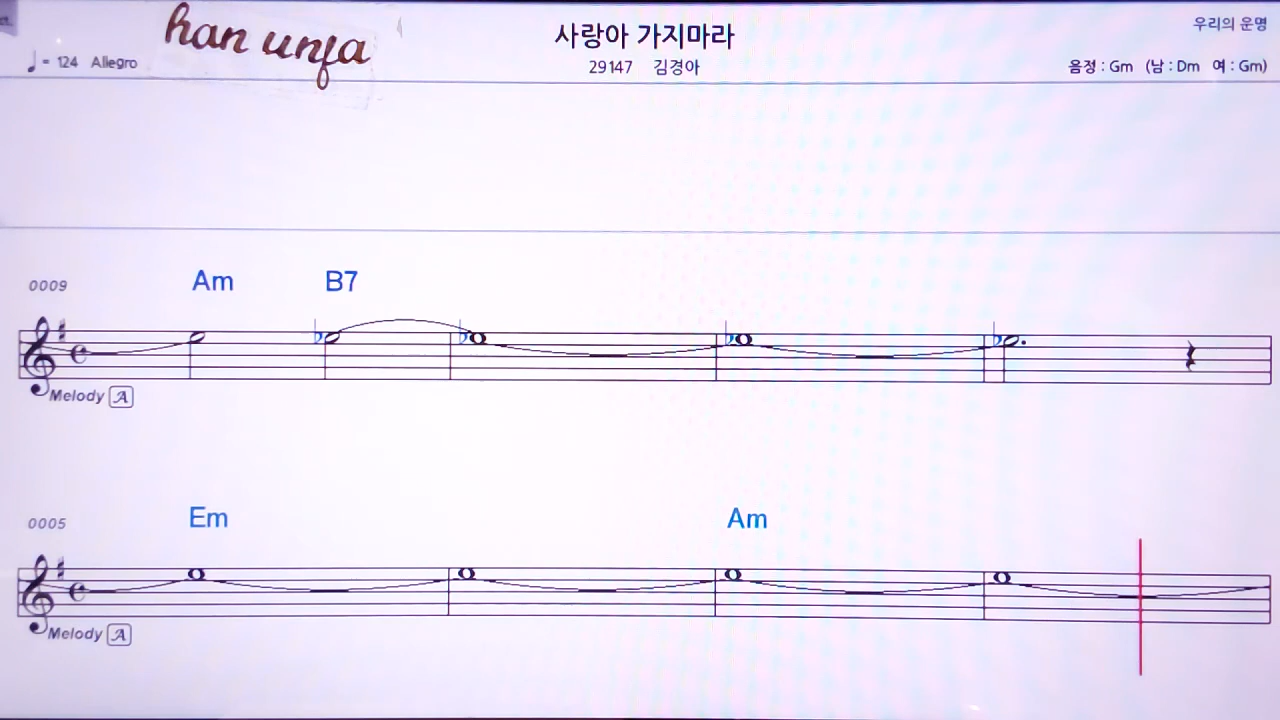 han unfa
사랑아 가지마라
우리의 운명
= 124 Allegro
29147 김경아
음정 : Gm (남 : Dm 여 : Gm)
0009 Am B7
Melody A
0005 Em Am
Melody A